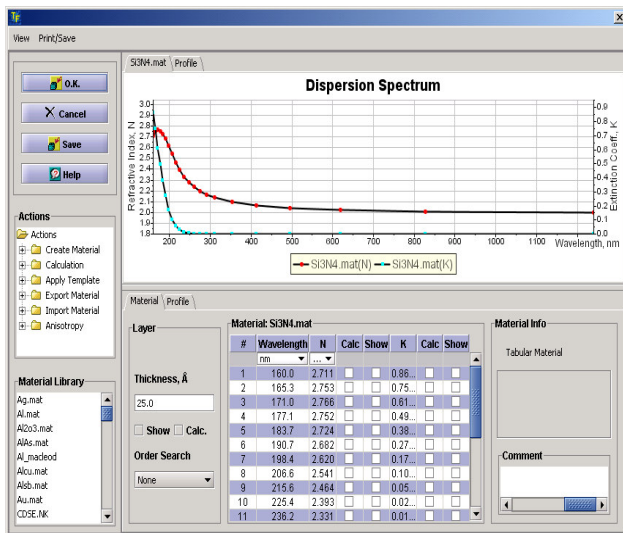 TF
View Print/Save
O.K.
Cancel
Save
Help
Actions
Actions
Create Material
Calculation
Apply Template
Export Material
Import Material
Anisotropy
Material Library
Ag.mat
Al.mat
Al2o3.mat
AlAs.mat
Al_macleod
Alcu.mat
Alsb.mat
Au.mat
CDSE.NK
Si3N4.mat Profile
Dispersion Spectrum
Refractive Index, N
3.0
2.9
2.8
2.7
2.6
2.5
2.4
2.3
2.2
2.1
2.0
1.9
1.8
0.9
0.8
0.7
0.6
0.5
0.4
0.3
0.2
0.1
0.0
Extinction Coeff., K
200 300 400 500 600 700 800 900 1000 1100
Wavelength, nm
Si3N4.mat(N) Si3N4.mat(K)
Material Profile
Layer
Thickness, Å
25.0
Show Calc.
Order Search
None
Material: Si3N4.mat
# Wavelength N Calc Show K Calc Show
nm ...
1 160.0 2.711 0.86...
2 165.3 2.753 0.75...
3 171.0 2.766 0.61...
4 177.1 2.752 0.49...
5 183.7 2.724 0.38...
6 190.7 2.682 0.27...
7 198.4 2.620 0.17...
8 206.6 2.541 0.10...
9 215.6 2.464 0.05...
10 225.4 2.393 0.02...
11 236.2 2.331 0.01...
Material Info
Tabular Material
Comment